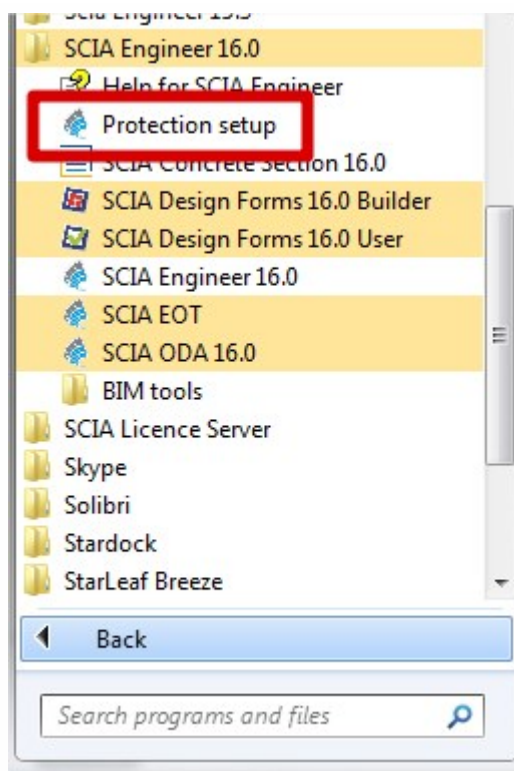 SCIA Engineer 16.0
Help for SCIA Engineer
Protection setup
SCIA Concrete Section 16.0
SCIA Design Forms 16.0 Builder
SCIA Design Forms 16.0 User
SCIA Engineer 16.0
SCIA EOT
SCIA ODA 16.0
BIM tools
SCIA Licence Server
Skype
Solibri
Stardock
StarLeaf Breeze
Back
Search programs and files